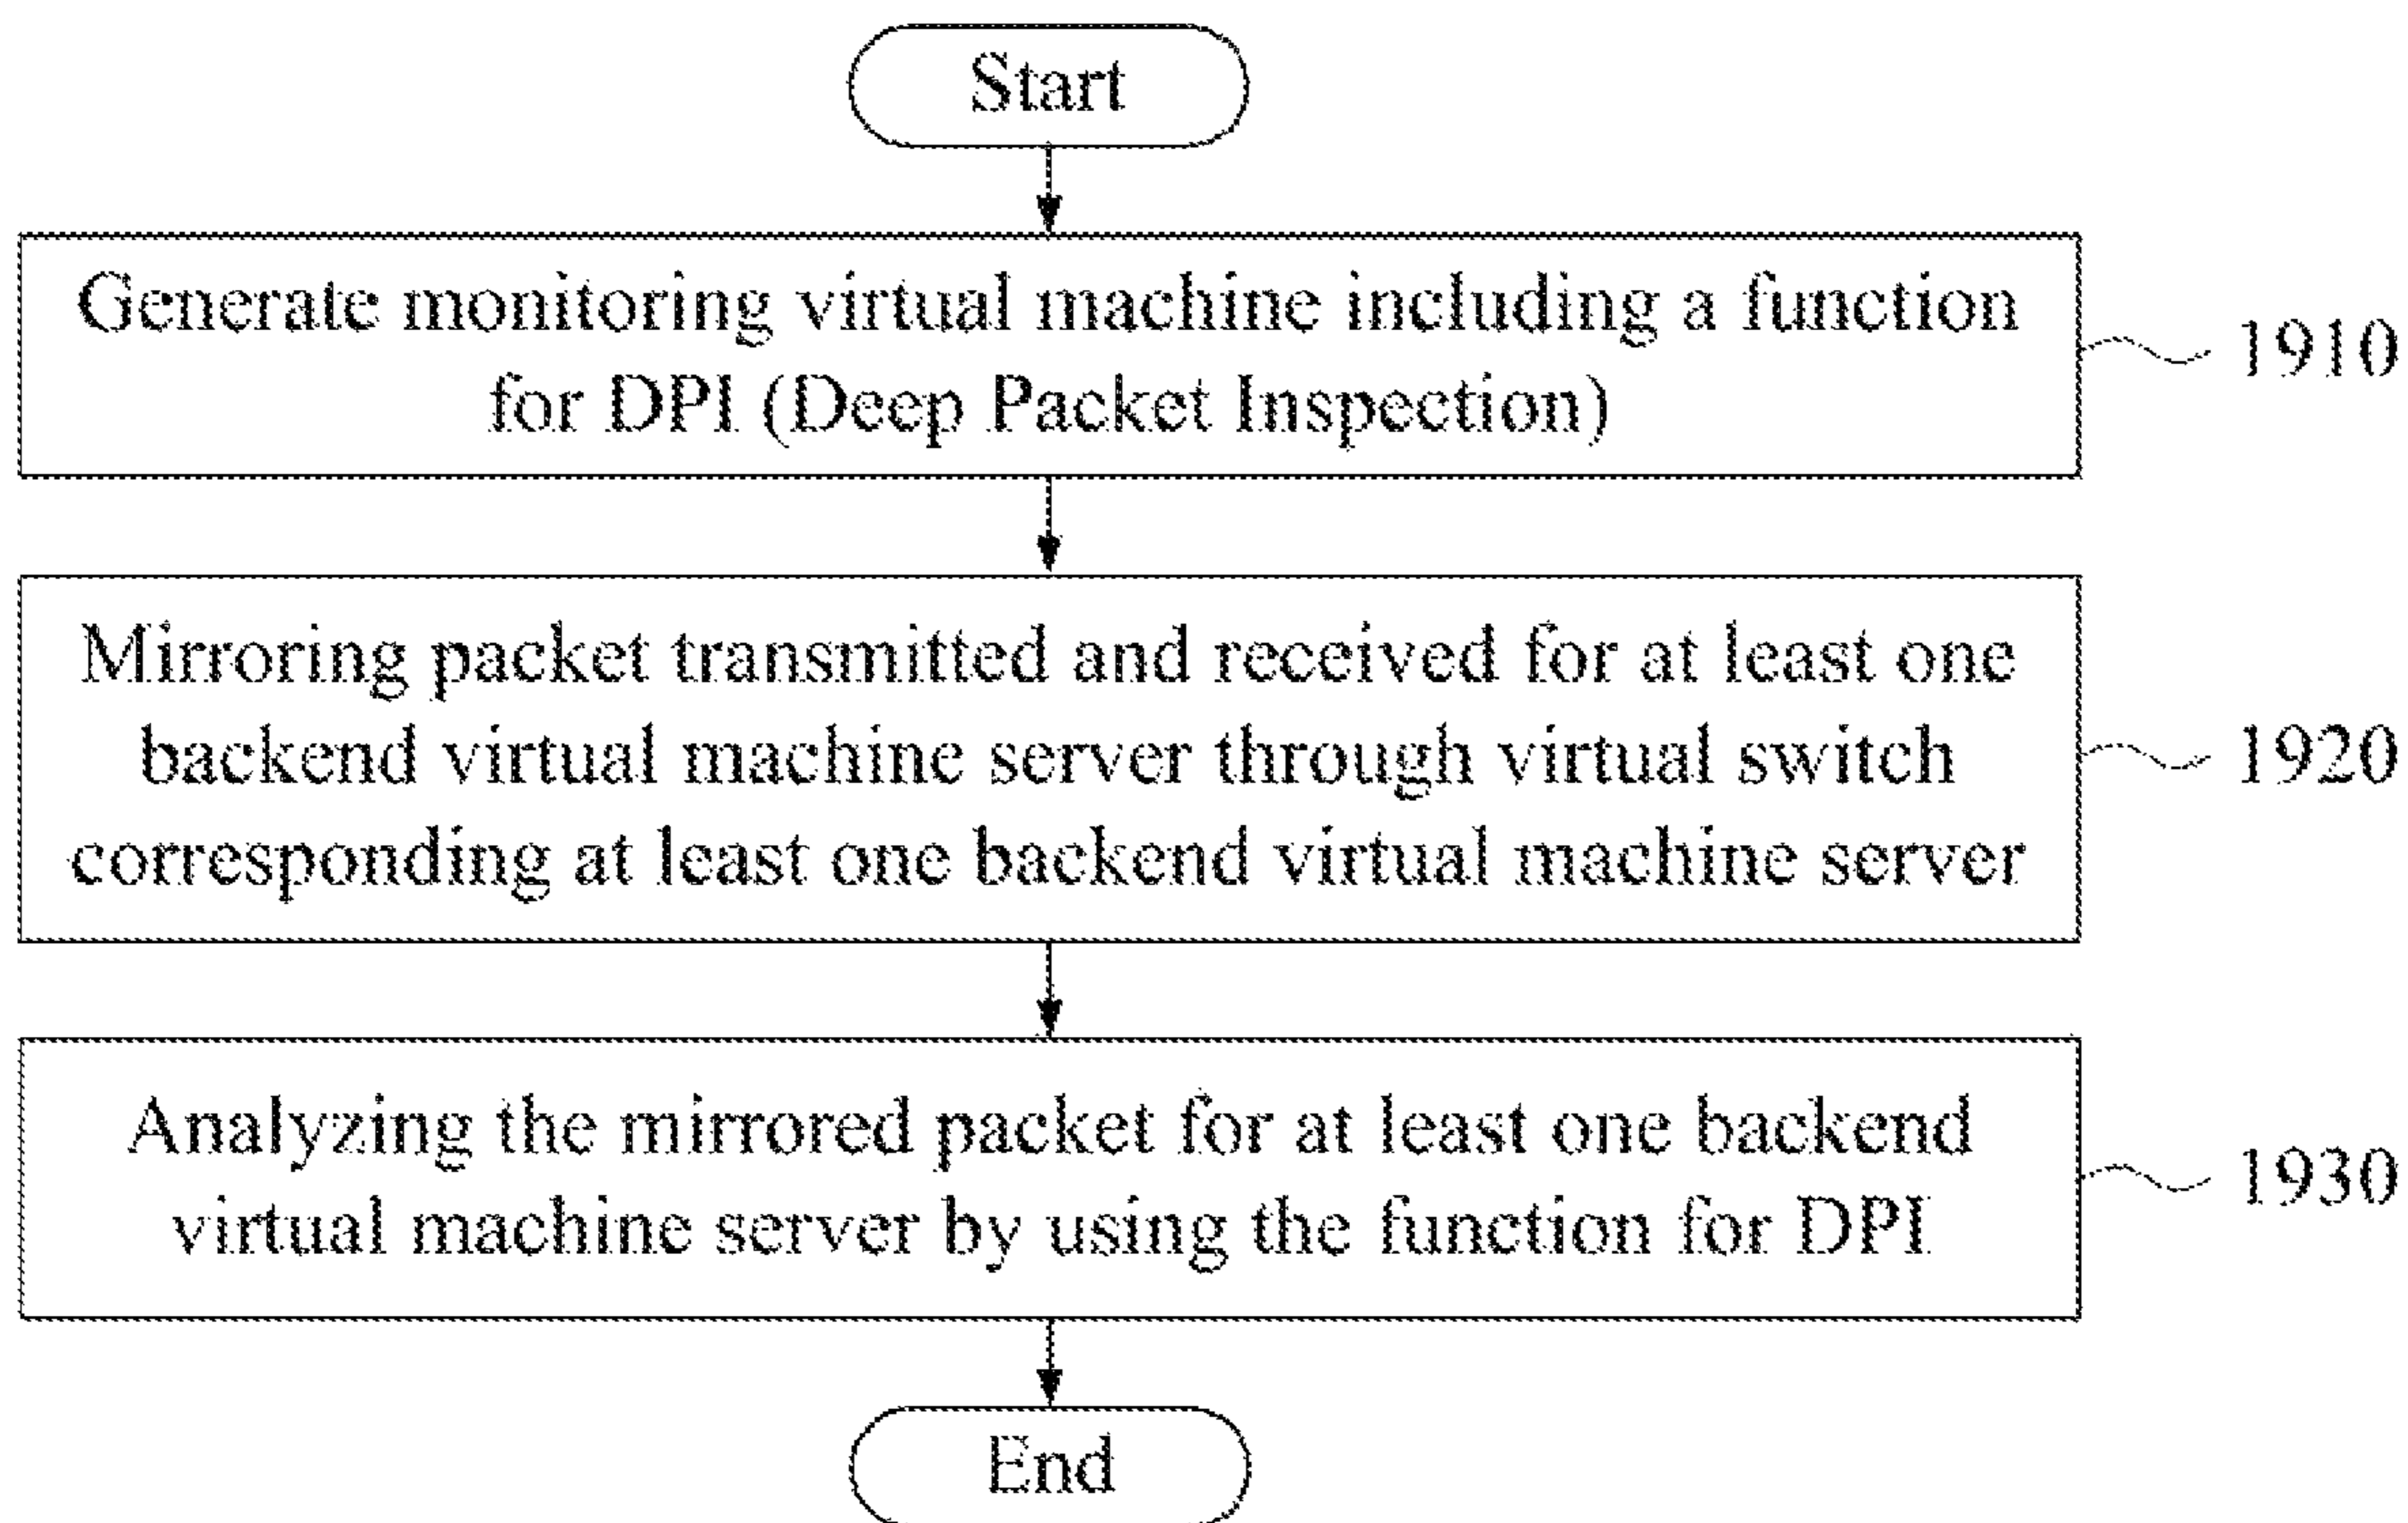 Start
Generate monitoring virtual machine including a function
for DPI (Deep Packet Inspection)
1910
Mirroring packet transmitted and received for at least one
backend virtual machine server through virtual switch
corresponding at least one backend virtual machine server
1920
Analyzing the mirrored packet for at least one backend
virtual machine server by using the function for DPI
1930
End